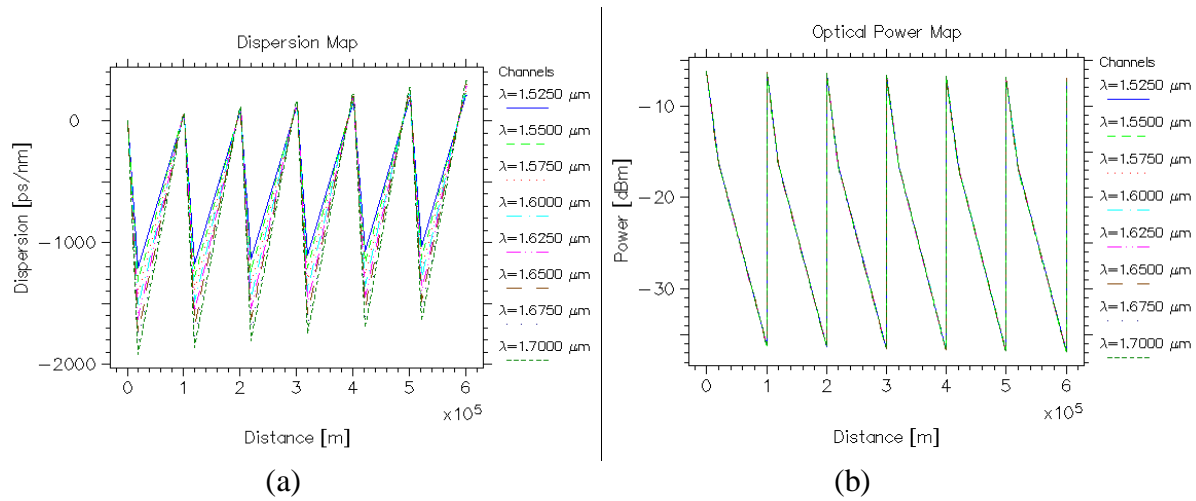 Dispersion Map
Dispersion [ps/nm]
0
−1000
−2000
0 1 2 3 4 5 6
×10⁵
Distance [m]
Channels
λ=1.5250 μm
λ=1.5500 μm
λ=1.5750 μm
λ=1.6000 μm
λ=1.6250 μm
λ=1.6500 μm
λ=1.6750 μm
λ=1.7000 μm
(a)
Optical Power Map
Power [dBm]
−10
−20
−30
0 1 2 3 4 5 6
×10⁵
Distance [m]
Channels
λ=1.5250 μm
λ=1.5500 μm
λ=1.5750 μm
λ=1.6000 μm
λ=1.6250 μm
λ=1.6500 μm
λ=1.6750 μm
λ=1.7000 μm
(b)